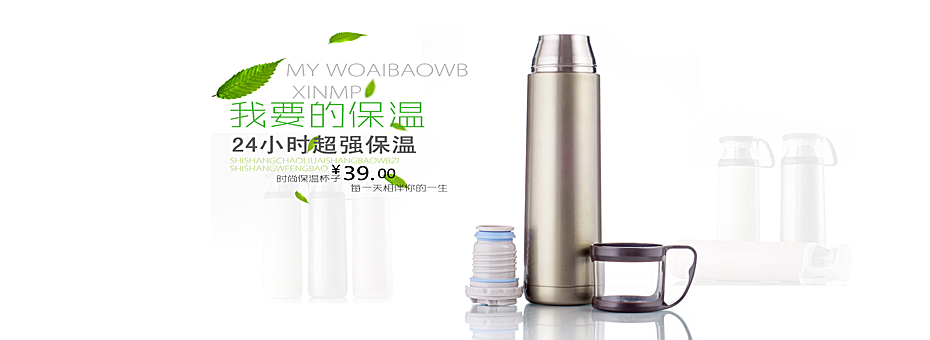 MY WOAIBAOWB
XINMP
我要的保温
24小时超强保温
SHISHANGCHAOLIUAISHANGBAOWBZI
SHISHANGWFENGBAO
时尚保温杯子 ¥39.00
每一天相伴你的一生